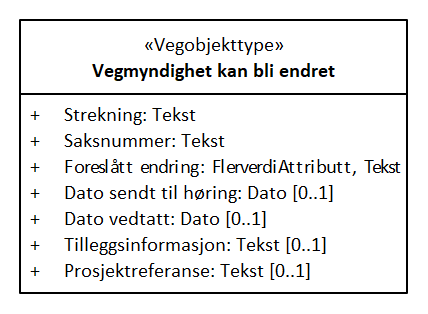 «Vegobjekttype»
Vegmyndighet kan bli endret
+ Strekning: Tekst
+ Saksnummer: Tekst
+ Foreslått endring: FlerverdiAttributt, Tekst
+ Dato sendt til høring: Dato [0..1]
+ Dato vedtatt: Dato [0..1]
+ Tilleggsinformasjon: Tekst [0..1]
+ Prosjektreferanse: Tekst [0..1]